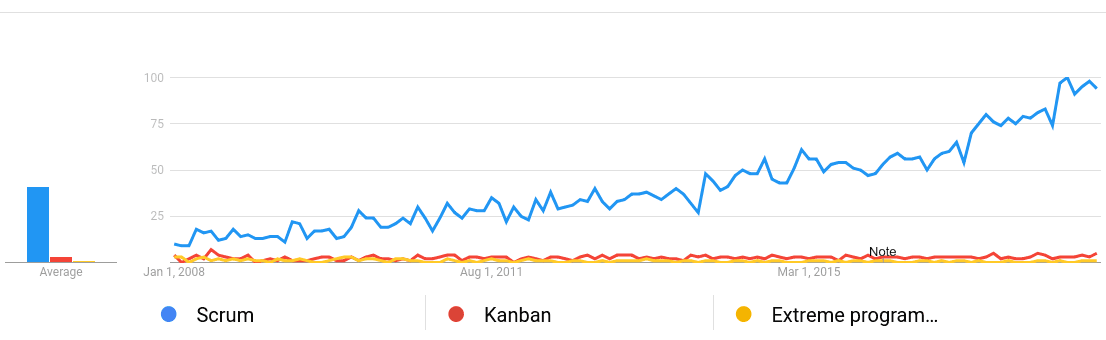 100
75
50
25
Note
Average
Jan 1, 2008
Aug 1, 2011
Mar 1, 2015
Scrum
Kanban
Extreme program...